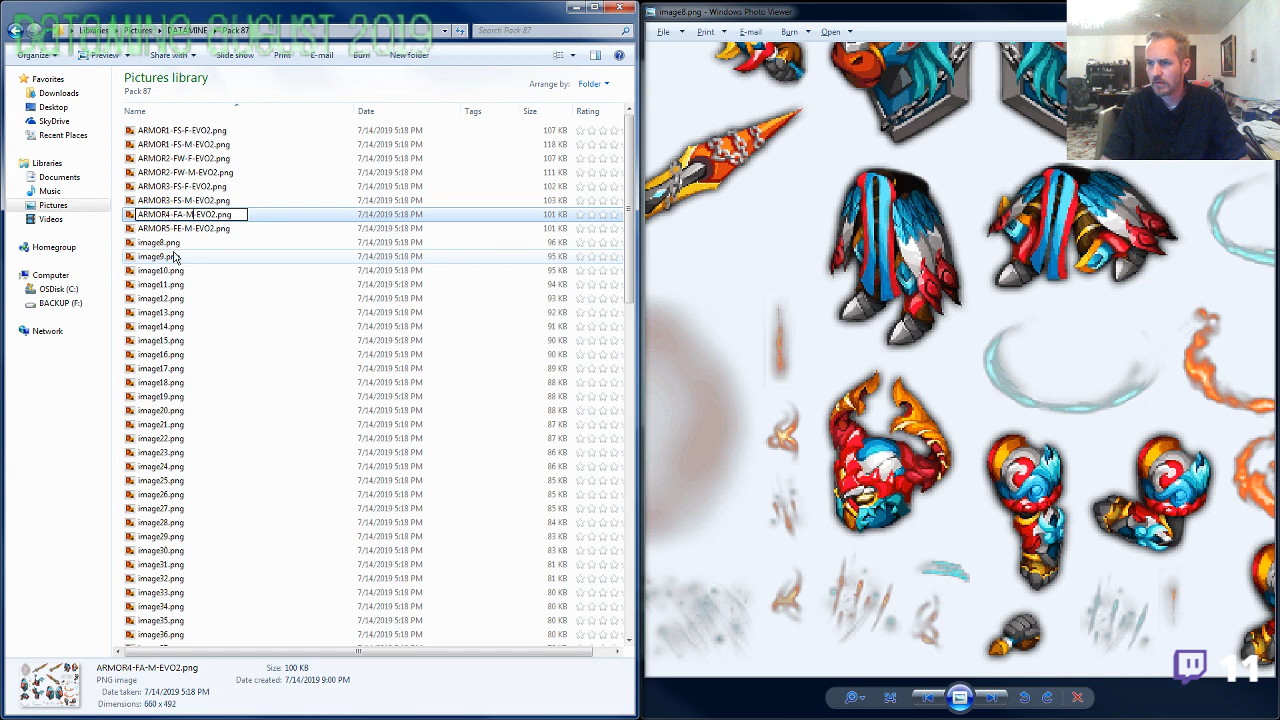 DATAMINE AUGUST 2019
Libraries ▸ Pictures ▸ DATAMINE ▸ Pack 87
Search Pack 87
Organize Preview Share with Slide show Print E-mail Burn New folder
Favorites
Downloads
Desktop
SkyDrive
Recent Places
Libraries
Documents
Music
Pictures
Videos
Homegroup
Computer
OSDisk (C:)
BACKUP (F:)
Network
Pictures library
Pack 87
Arrange by: Folder
Name Date Tags Size Rating
ARMOR1-FS-F-EVO2.png 7/14/2019 5:18 PM 107 KB
ARMOR1-FS-M-EVO2.png 7/14/2019 5:18 PM 118 KB
ARMOR2-FW-F-EVO2.png 7/14/2019 5:18 PM 107 KB
ARMOR2-FW-M-EVO2.png 7/14/2019 5:18 PM 111 KB
ARMOR3-FS-F-EVO2.png 7/14/2019 5:18 PM 102 KB
ARMOR3-FS-M-EVO2.png 7/14/2019 5:18 PM 103 KB
ARMOR4-FA-M-EVO2.png 7/14/2019 5:18 PM 101 KB
7/14/2019 5:18 PM 101 KB
image8.png 7/14/2019 5:18 PM 96 KB
7/14/2019 5:18 PM 95 KB
image10.png 7/14/2019 5:18 PM 95 KB
image11.png 7/14/2019 5:18 PM 94 KB
image12.png 7/14/2019 5:18 PM 93 KB
image13.png 7/14/2019 5:18 PM 92 KB
image14.png 7/14/2019 5:18 PM 91 KB
image15.png 7/14/2019 5:18 PM 90 KB
image16.png 7/14/2019 5:18 PM 90 KB
image17.png 7/14/2019 5:18 PM 89 KB
image18.png 7/14/2019 5:18 PM 88 KB
image19.png 7/14/2019 5:18 PM 88 KB
image20.png 7/14/2019 5:18 PM 88 KB
image21.png 7/14/2019 5:18 PM 87 KB
image22.png 7/14/2019 5:18 PM 87 KB
image23.png 7/14/2019 5:18 PM 86 KB
image24.png 7/14/2019 5:18 PM 86 KB
image25.png 7/14/2019 5:18 PM 85 KB
image26.png 7/14/2019 5:18 PM 85 KB
image27.png 7/14/2019 5:18 PM 85 KB
image28.png 7/14/2019 5:18 PM 84 KB
image29.png 7/14/2019 5:18 PM 83 KB
image30.png 7/14/2019 5:18 PM 83 KB
image31.png 7/14/2019 5:18 PM 81 KB
image32.png 7/14/2019 5:18 PM 81 KB
image33.png 7/14/2019 5:18 PM 80 KB
image34.png 7/14/2019 5:18 PM 80 KB
image35.png 7/14/2019 5:18 PM 80 KB
image36.png 7/14/2019 5:18 PM 80 KB
ARMOR4-FA-M-EVO2.png Size: 100 KB
PNG image Date created: 7/14/2019 9:00 PM
Date taken: 7/14/2019 5:18 PM
Dimensions: 660 x 492
image8.png - Windows Photo Viewer
File Print E-mail Burn Open
11